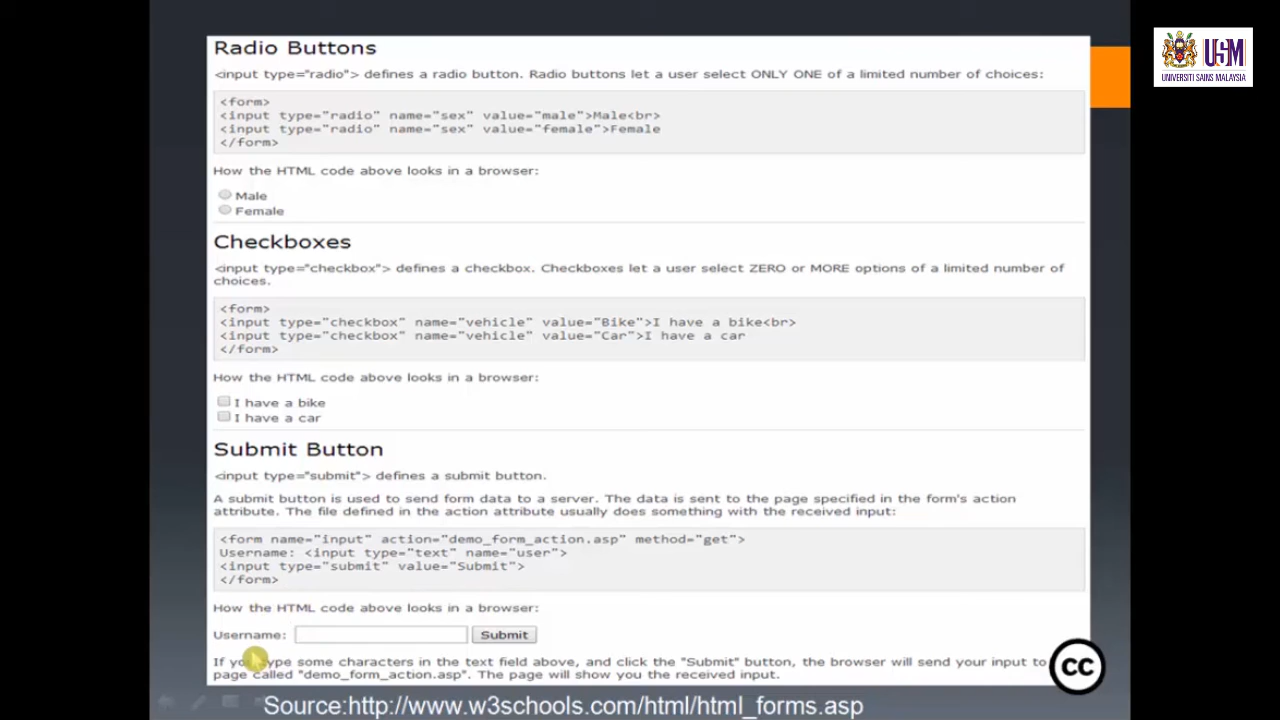 Radio Buttons
<input type="radio"> defines a radio button. Radio buttons let a user select ONLY ONE of a limited number of choices:
<form>
<input type="radio" name="sex" value="male">Male<br>
<input type="radio" name="sex" value="female">Female
</form>
How the HTML code above looks in a browser:
Male
Female
Checkboxes
<input type="checkbox"> defines a checkbox. Checkboxes let a user select ZERO or MORE options of a limited number of
choices.
<form>
<input type="checkbox" name="vehicle" value="Bike">I have a bike<br>
<input type="checkbox" name="vehicle" value="Car">I have a car
</form>
How the HTML code above looks in a browser:
I have a bike
I have a car
Submit Button
<input type="submit"> defines a submit button.
A submit button is used to send form data to a server. The data is sent to the page specified in the form's action
attribute. The file defined in the action attribute usually does something with the received input:
<form name="input" action="demo_form_action.asp" method="get">
Username: <input type="text" name="user">
<input type="submit" value="Submit">
</form>
How the HTML code above looks in a browser:
Username: Submit
If you type some characters in the text field above, and click the "Submit" button, the browser will send your input to
page called "demo_form_action.asp". The page will show you the received input.
Source:http://www.w3schools.com/html/html_forms.asp
USM
UNIVERSITI SAINS MALAYSIA
cc